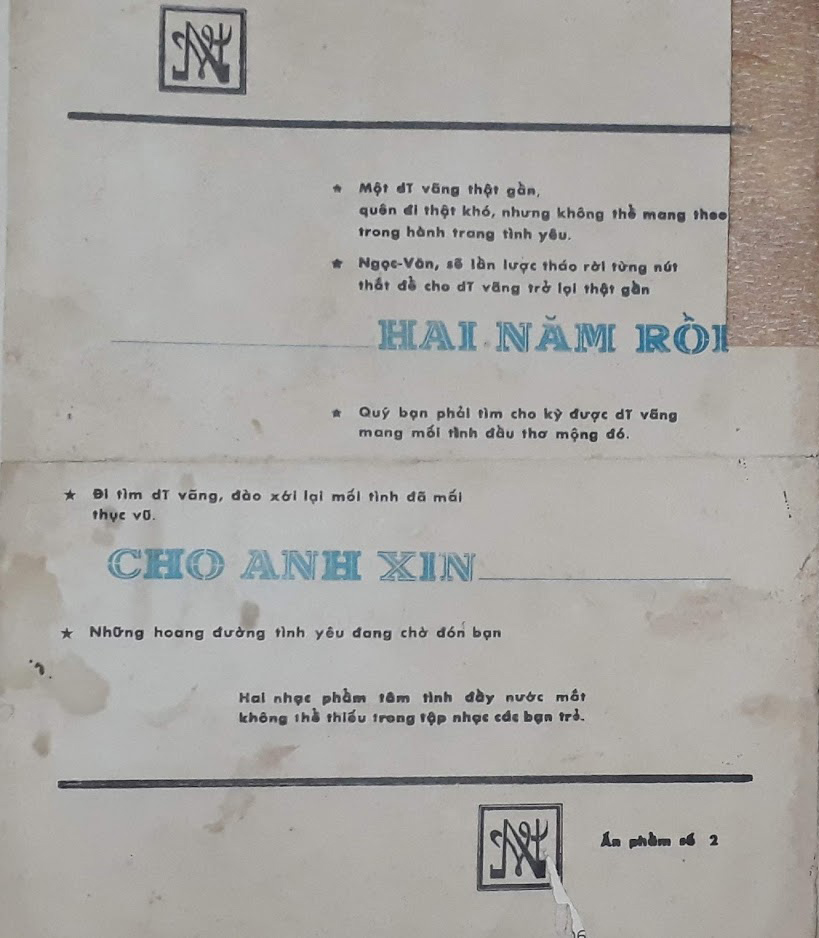 ★ Một dĩ vãng thật gần,
quên đi thật khó, nhưng không thể mang theo
trong hành trang tình yêu.
★ Ngọc-Vân, sẽ lần lược tháo rời từng nút
thắt để cho dĩ vãng trở lại thật gần
HAI NĂM RỒI
★ Quý bạn phải tìm cho kỳ được dĩ vãng
mang mối tình đầu thơ mộng đó.
★ Đi tìm dĩ vãng, đào xới lại mối tình đã mấi
thục vũ.
CHO ANH XIN
★ Những hoang đường tình yêu đang chờ đón bạn
Hai nhạc phẩm tâm tình đầy nước mắt
không thể thiếu trong tập nhạc các bạn trẻ.
Ấn phẩm số 2